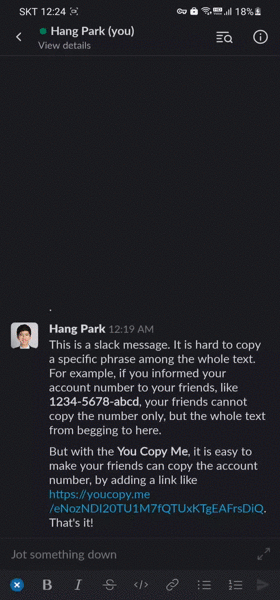 SKT 12:24 18%
Hang Park (you)
View details
.
Hang Park 12:19 AM
This is a slack message. It is hard to copy
a specific phrase among the whole text.
For example, if you informed your
account number to your friends, like
1234-5678-abcd, your friends cannot
copy the number only, but the whole text
from begging to here.
But with the You Copy Me, it is easy to
make your friends can copy the account
number, by adding a link like
https://youcopy.me
/eNozNDI20TU1M7fQTUxKTgEAFrsDiQ.
That's it!
Jot something down
B I S </>